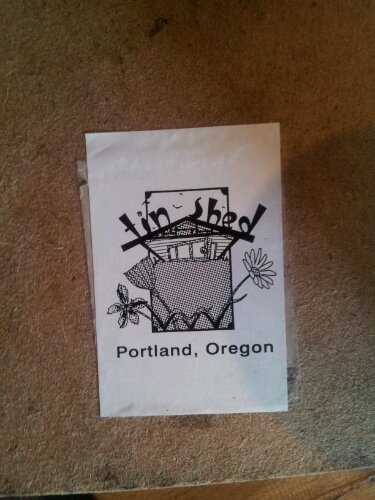 tin shed
Portland, Oregon